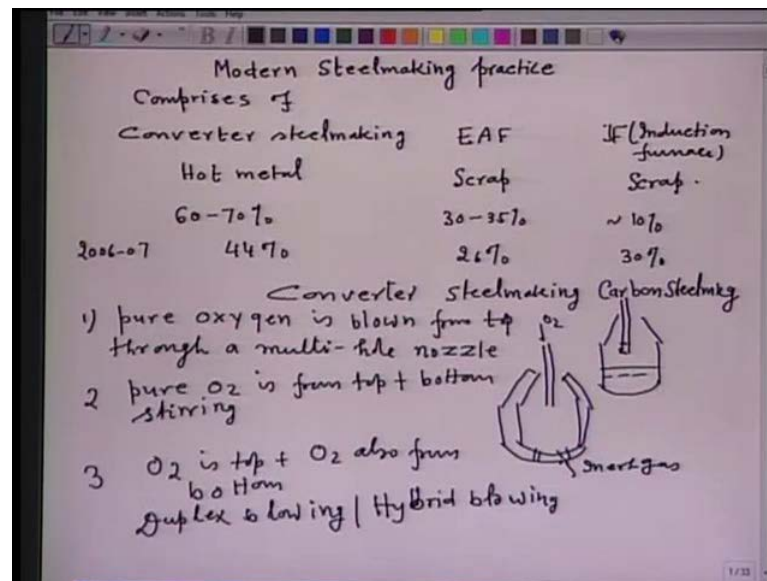 Modern Steelmaking practice
Comprises of
Converter steelmaking EAF IF (Induction furnace)
Hot metal Scrap Scrap.
60-70% 30-35% ~10%
2006-07 44% 26% 30%
Converter steelmaking Carbon Steelmkg
1) pure oxygen is blown from top O2
through a multi-hole nozzle
2 pure O2 is from top + bottom
stirring
3 O2 is top + O2 also from
bottom
Inert gas
Duplex blowing | Hybrid blowing
1/33